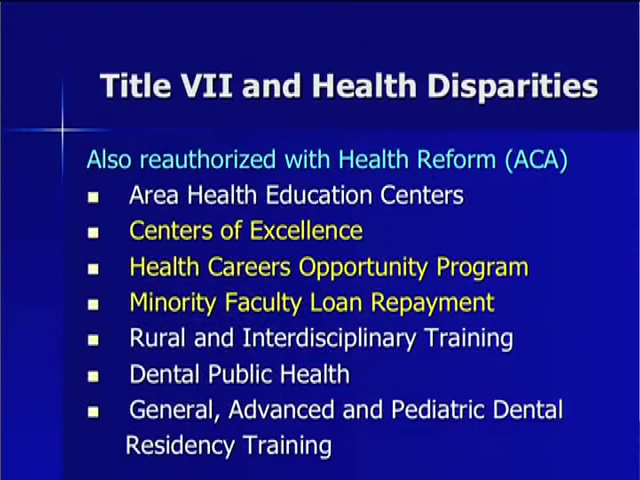 Title VII and Health Disparities
Also reauthorized with Health Reform (ACA)
Area Health Education Centers
Centers of Excellence
Health Careers Opportunity Program
Minority Faculty Loan Repayment
Rural and Interdisciplinary Training
Dental Public Health
General, Advanced and Pediatric Dental
Residency Training